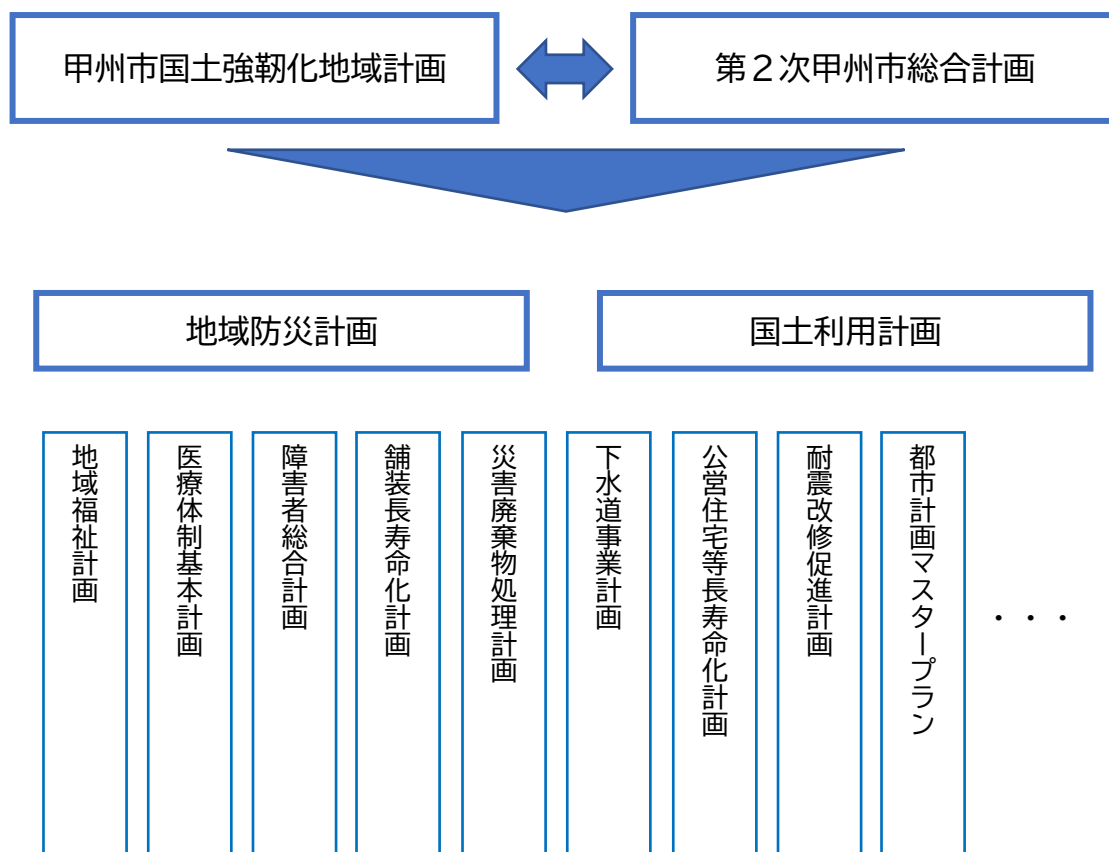 甲州市国土強靭化地域計画
第２次甲州市総合計画
地域防災計画
国土利用計画
地域福祉計画
医療体制基本計画
障害者総合計画
舗装長寿命化計画
災害廃棄物処理計画
下水道事業計画
公営住宅等長寿命化計画
耐震改修促進計画
都市計画マスタープラン
・・・